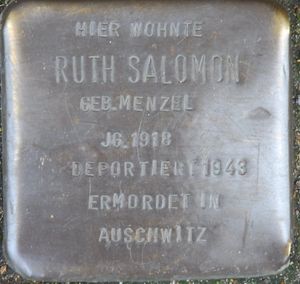 HIER WOHNTE
RUTH SALOMON
GEB. MENZEL
JG. 1918
DEPORTIERT 1943
ERMORDET IN
AUSCHWITZ